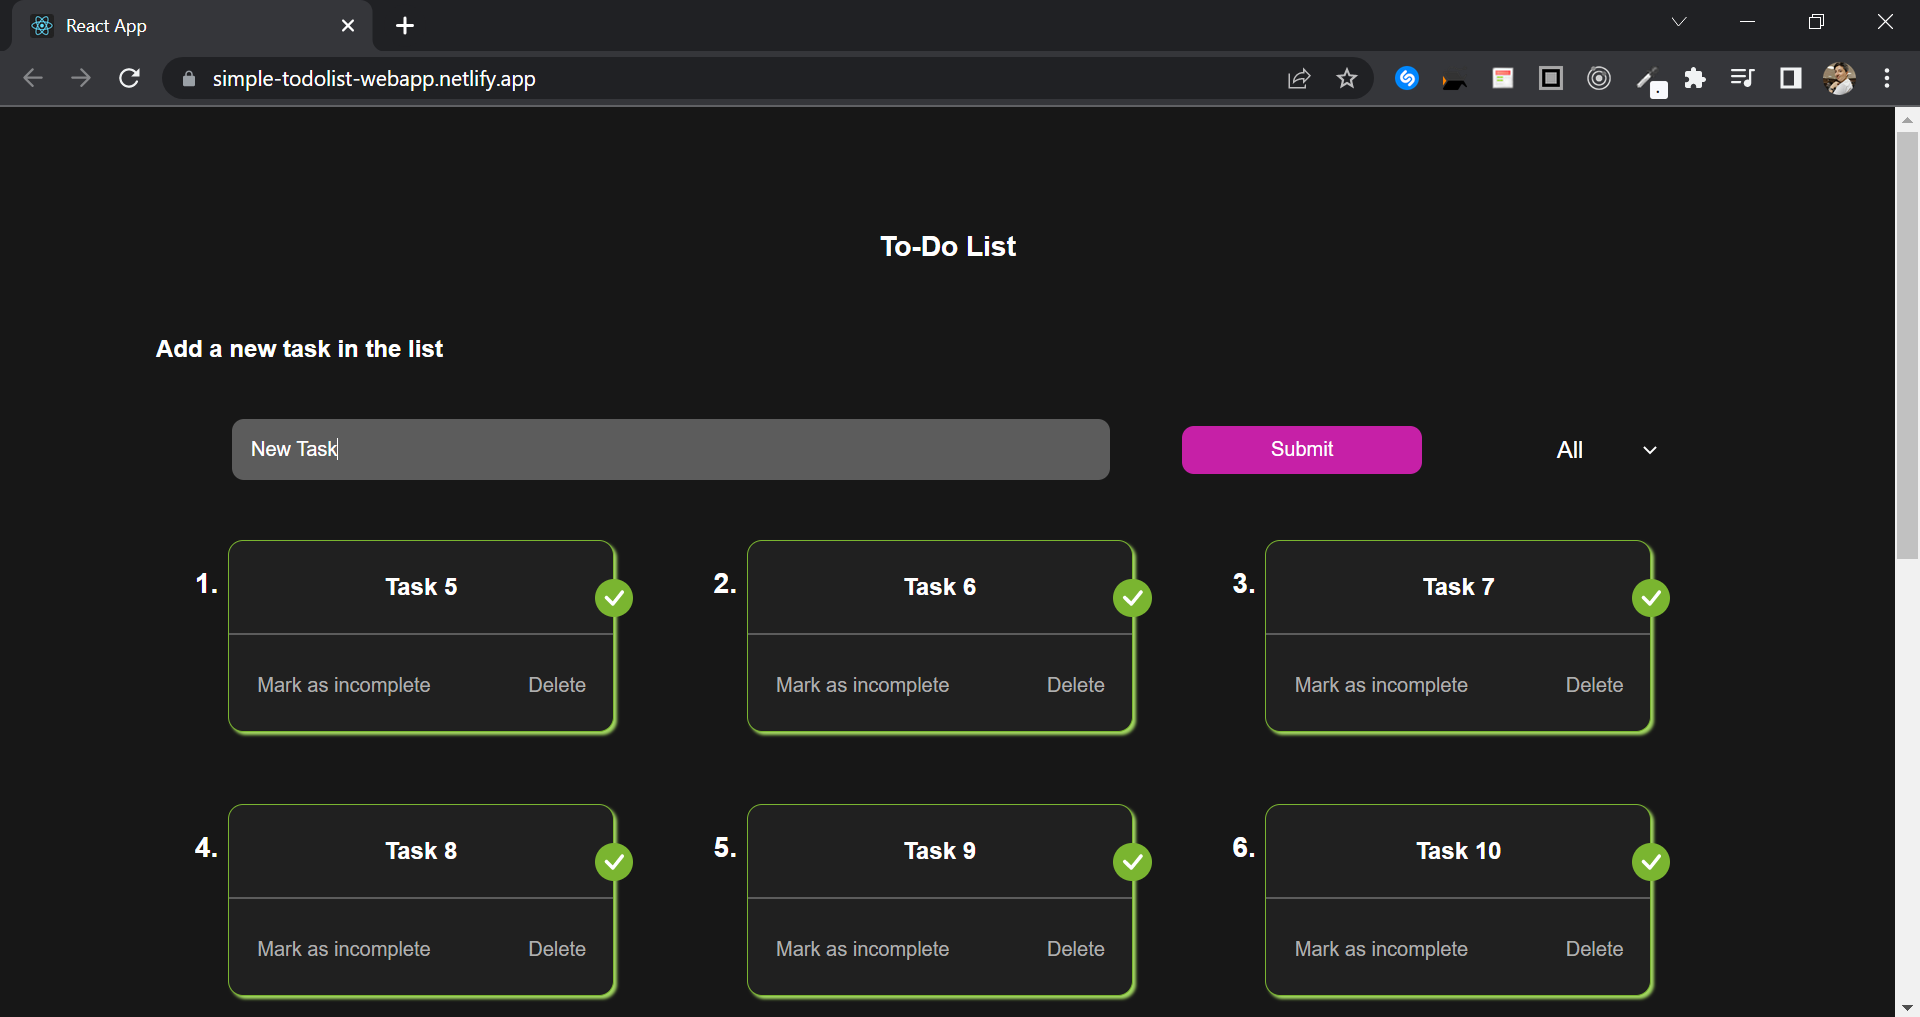 React App
simple-todolist-webapp.netlify.app
To-Do List
Add a new task in the list
New Task
Submit
All
1.
Task 5
Mark as incomplete
Delete
2.
Task 6
Mark as incomplete
Delete
3.
Task 7
Mark as incomplete
Delete
4.
Task 8
Mark as incomplete
Delete
5.
Task 9
Mark as incomplete
Delete
6.
Task 10
Mark as incomplete
Delete